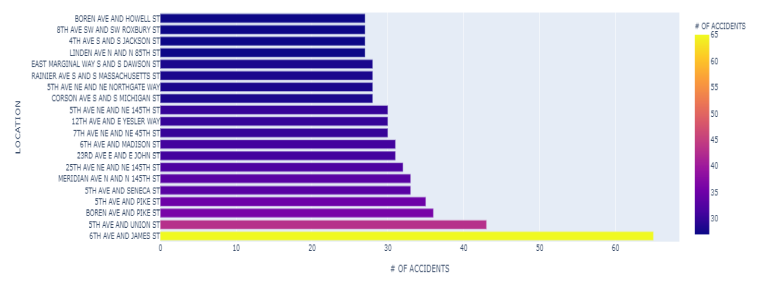 BOREN AVE AND HOWELL ST
8TH AVE SW AND SW ROXBURY ST
4TH AVE S AND S JACKSON ST
LINDEN AVE N AND N 85TH ST
EAST MARGINAL WAY S AND S DAWSON ST
RAINIER AVE S AND S MASSACHUSETTS ST
5TH AVE NE AND NE NORTHGATE WAY
CORSON AVE S AND S MICHIGAN ST
5TH AVE NE AND NE 145TH ST
12TH AVE AND E YESLER WAY
7TH AVE NE AND NE 45TH ST
6TH AVE AND MADISON ST
23RD AVE E AND E JOHN ST
25TH AVE NE AND NE 145TH ST
MERIDIAN AVE N AND N 145TH ST
5TH AVE AND SENECA ST
5TH AVE AND PIKE ST
BOREN AVE AND PIKE ST
5TH AVE AND UNION ST
6TH AVE AND JAMES ST
LOCATION
0 10 20 30 40 50 60
# OF ACCIDENTS
# OF ACCIDENTS
65
60
55
50
45
40
35
30